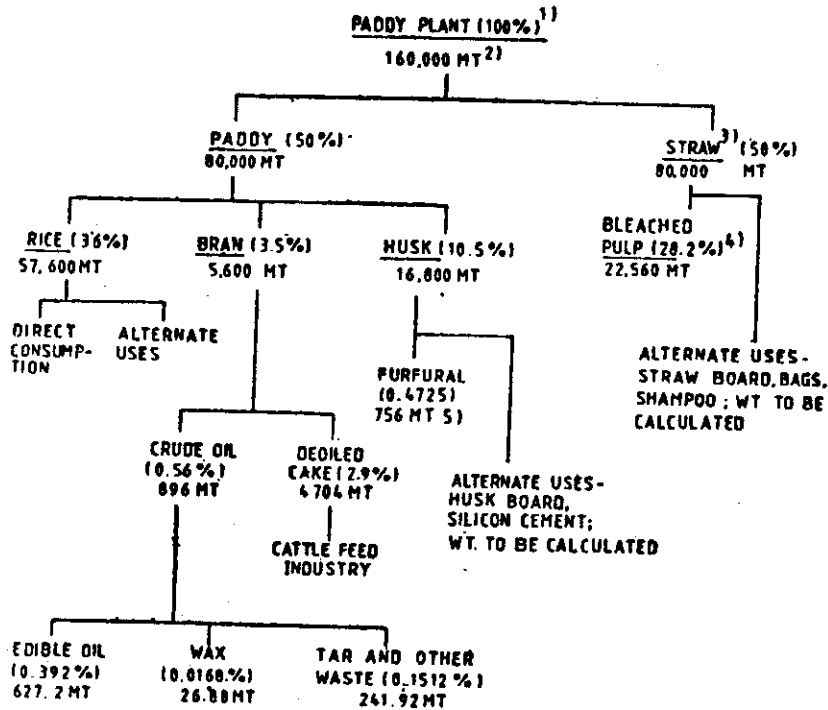 PADDY PLANT (100%) 1)
160,000 MT 2)
PADDY (50%)
80,000 MT
STRAW 3) (50%)
80,000 MT
RICE (36%)
57,600 MT
BRAN (3.5%)
5,600 MT
HUSK (10.5%)
16,800 MT
BLEACHED
PULP (28.2%) 4)
22,560 MT
DIRECT
CONSUMP-
TION
ALTERNATE
USES
FURFURAL
(0.4725)
756 MT 5)
ALTERNATE USES-
STRAW BOARD, BAGS,
SHAMPOO ; WT TO BE
CALCULATED
CRUDE OIL
(0.56%)
896 MT
DEOILED
CAKE (2.9%)
4704 MT
ALTERNATE USES-
HUSK BOARD,
SILICON CEMENT;
WT. TO BE CALCULATED
CATTLE FEED
INDUSTRY
EDIBLE OIL
(0.392%)
627.2 MT
WAX
(0.0168.%)
26.88 MT
TAR AND OTHER
WASTE (0.1512%)
241.92 MT